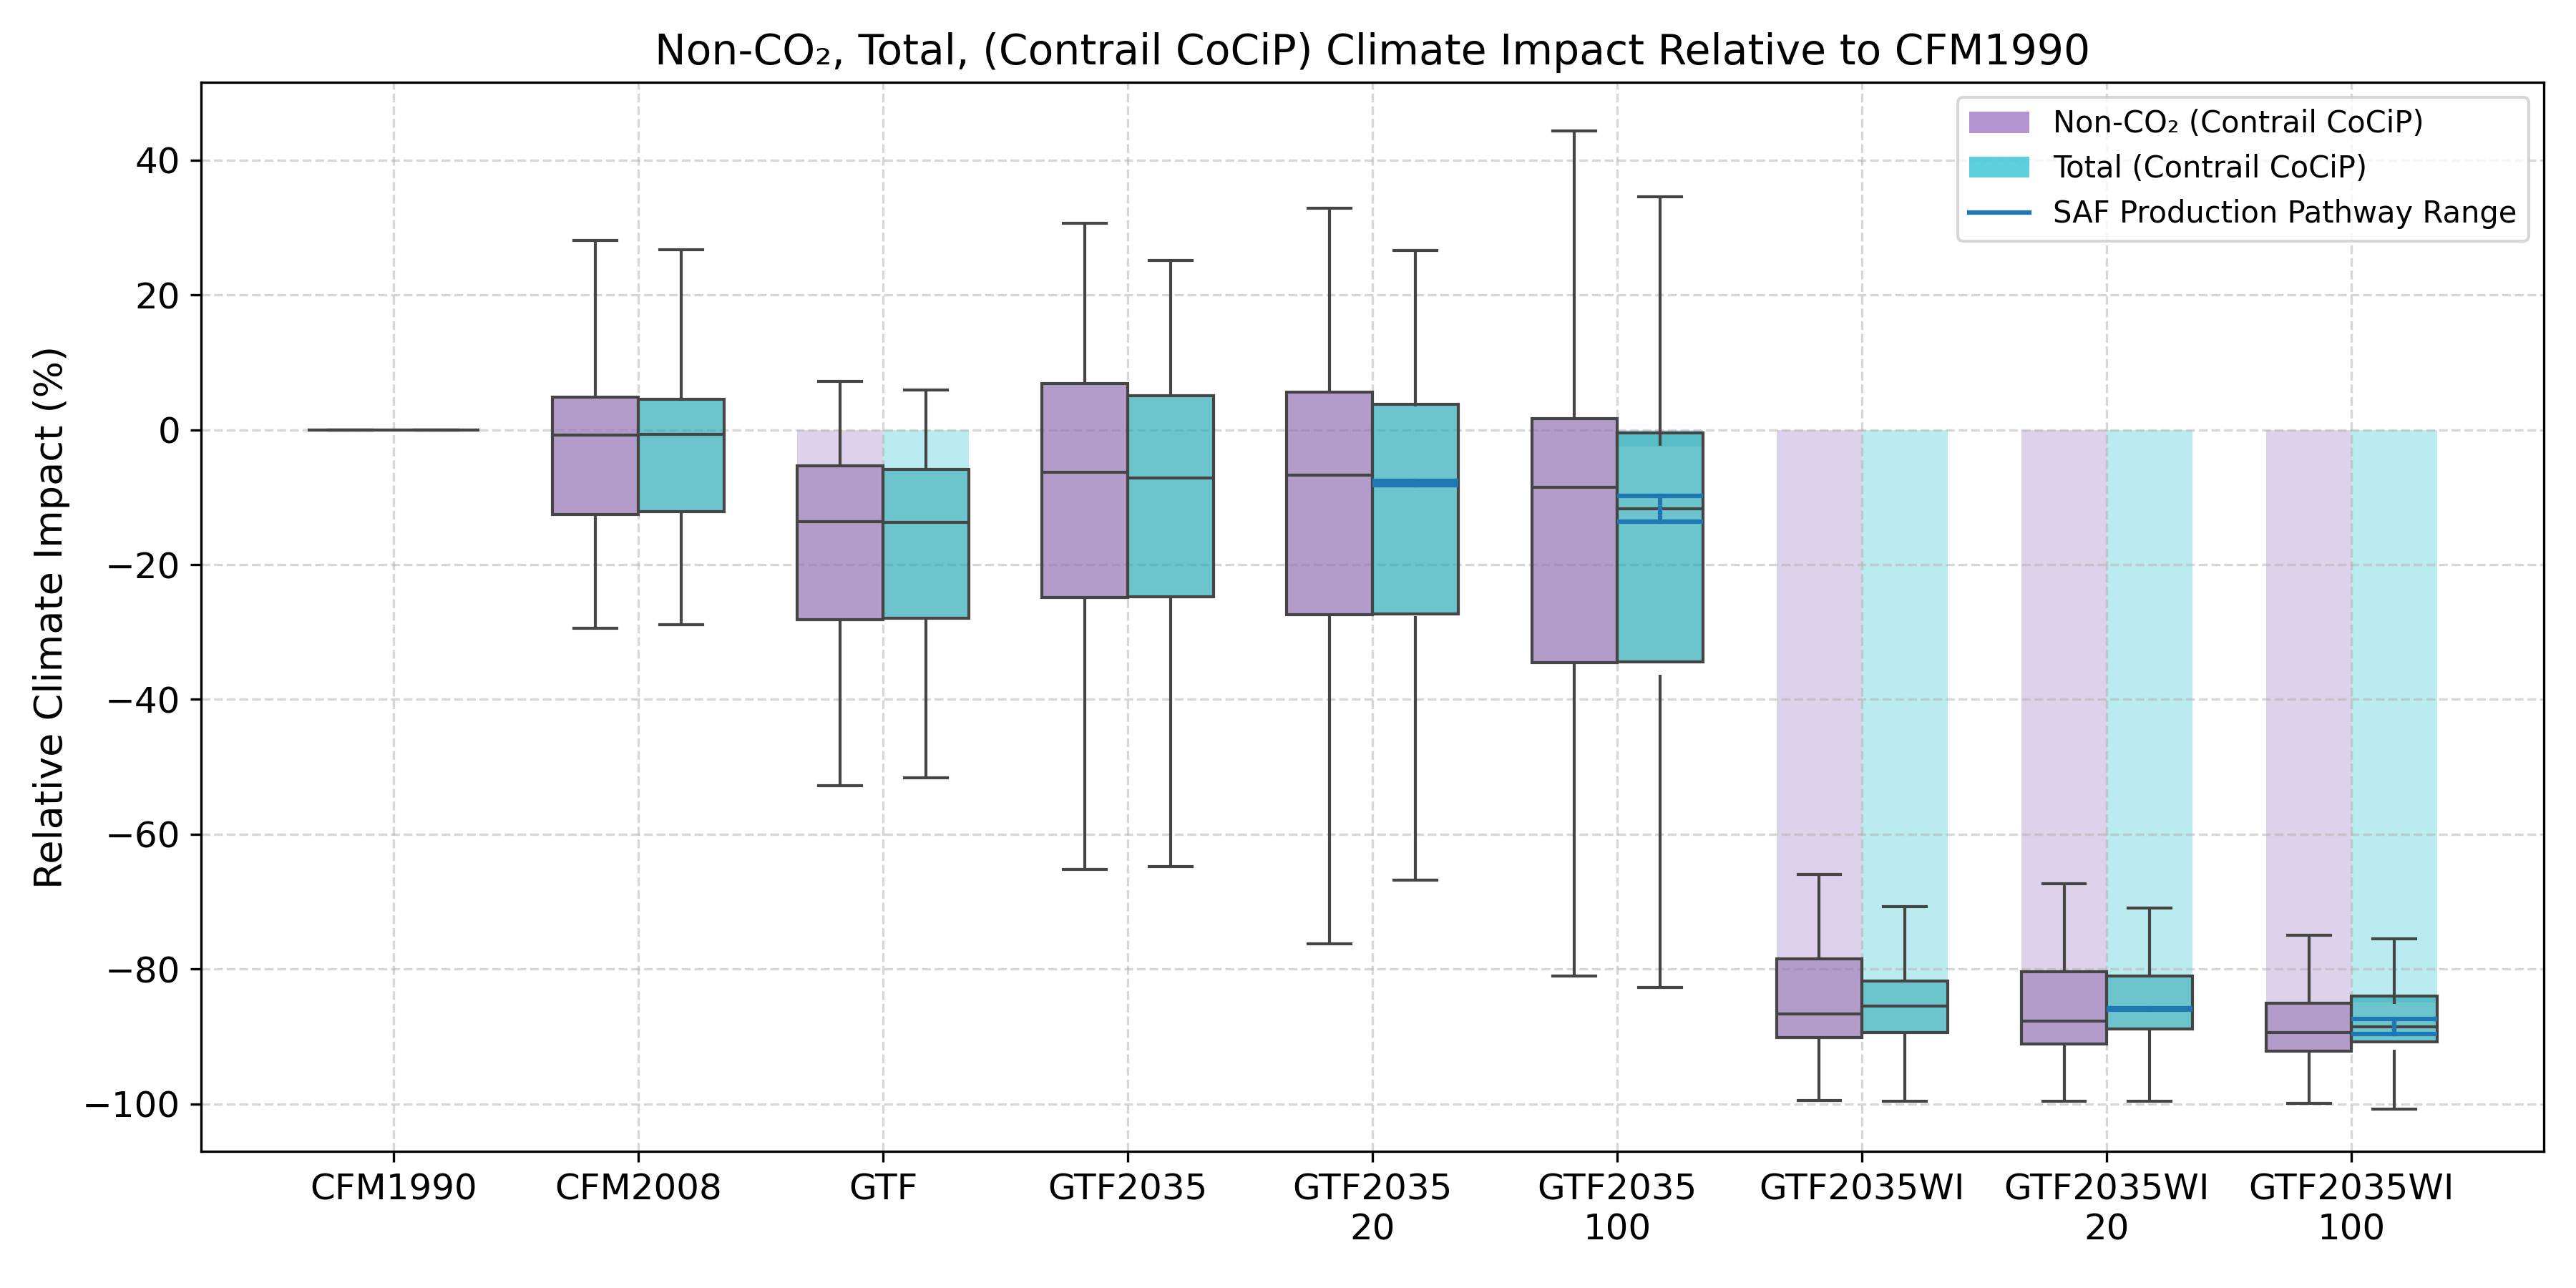 Non-CO₂, Total, (Contrail CoCiP) Climate Impact Relative to CFM1990
Non-CO₂ (Contrail CoCiP)
Total (Contrail CoCiP)
SAF Production Pathway Range
Relative Climate Impact (%)
40
20
0
−20
−40
−60
−80
−100
CFM1990
CFM2008
GTF
GTF2035
GTF2035
20
GTF2035
100
GTF2035WI
GTF2035WI
20
GTF2035WI
100